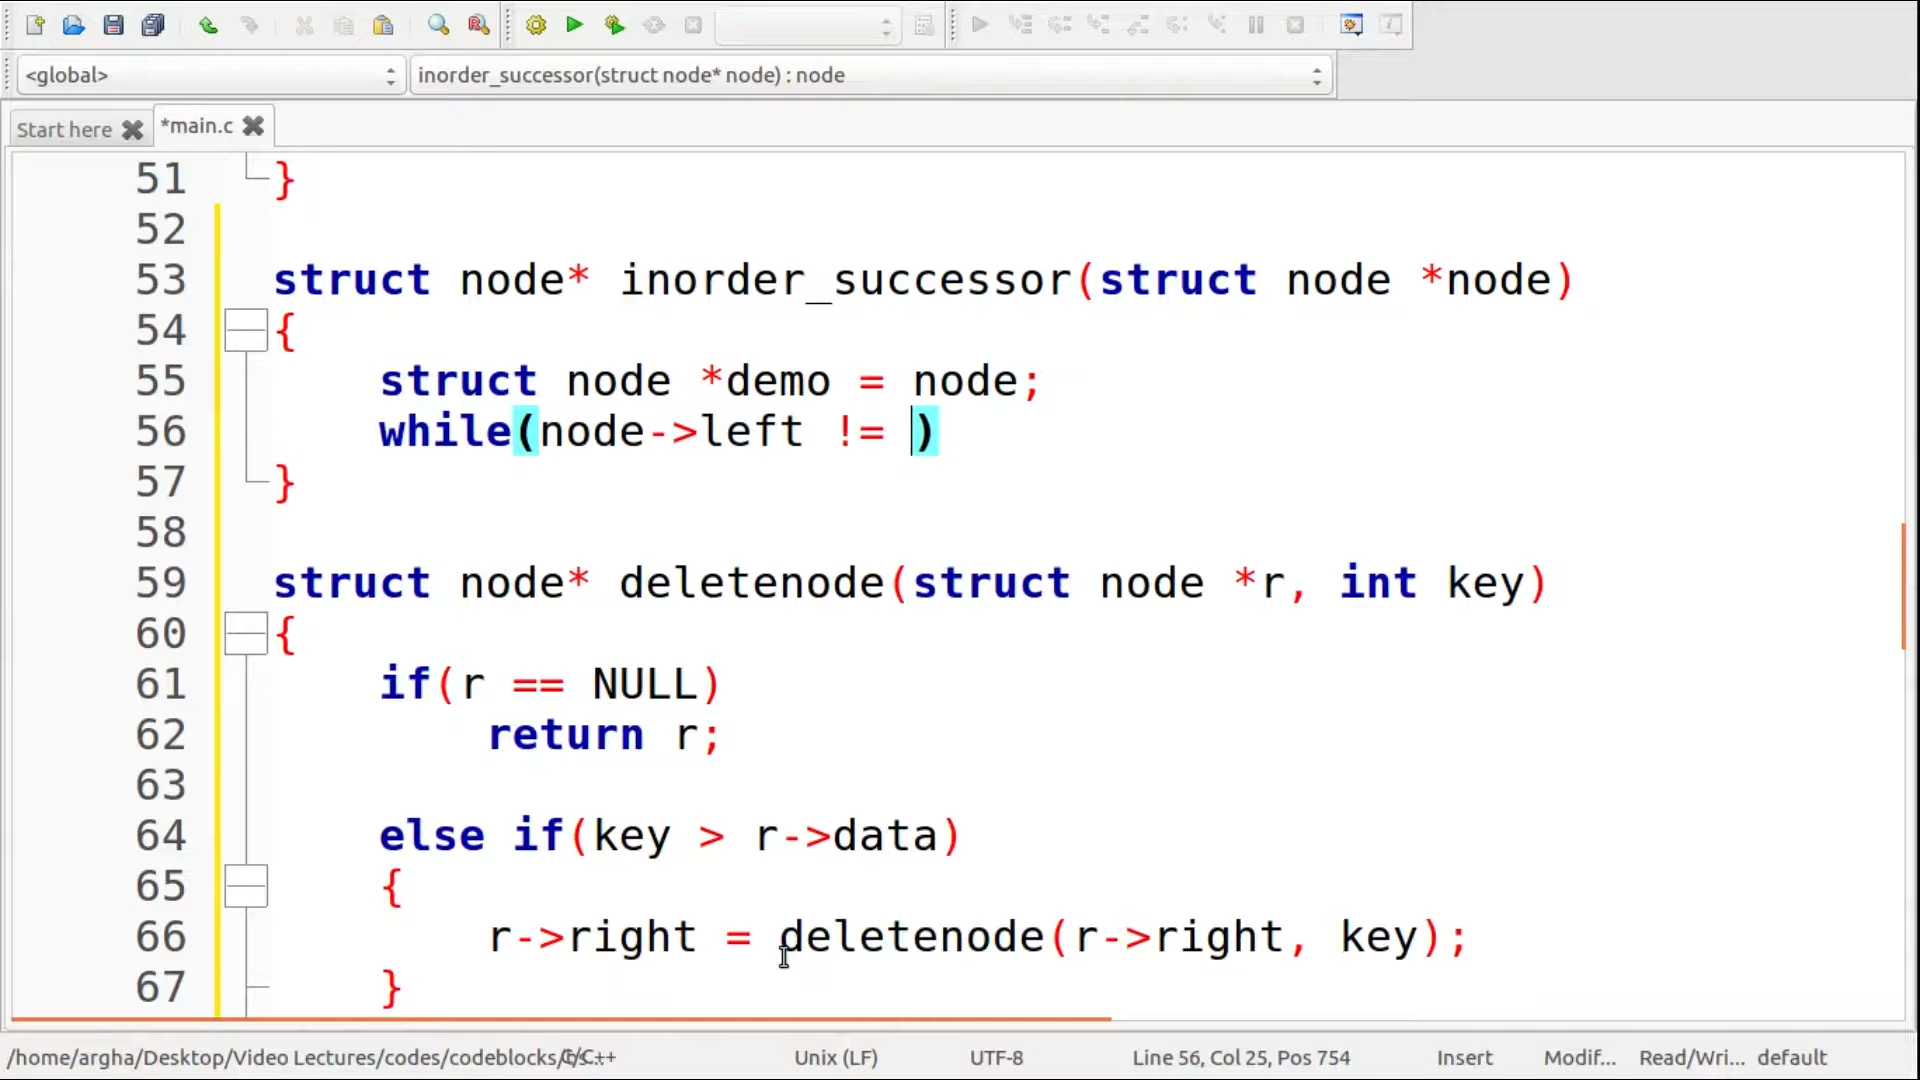 <global>
inorder_successor(struct node* node) : node
Start here
*main.c
51 }
52
53 struct node* inorder_successor(struct node *node)
54 {
55 struct node *demo = node;
56 while(node->left != )
57 }
58
59 struct node* deletenode(struct node *r, int key)
60 {
61 if(r == NULL)
62 return r;
63
64 else if(key > r->data)
65 {
66 r->right = deletenode(r->right, key);
67 }
/home/argha/Desktop/Video Lectures/codes/codeblocks/ C/C++ Unix (LF) UTF-8 Line 56, Col 25, Pos 754 Insert Modif... Read/Wri... default